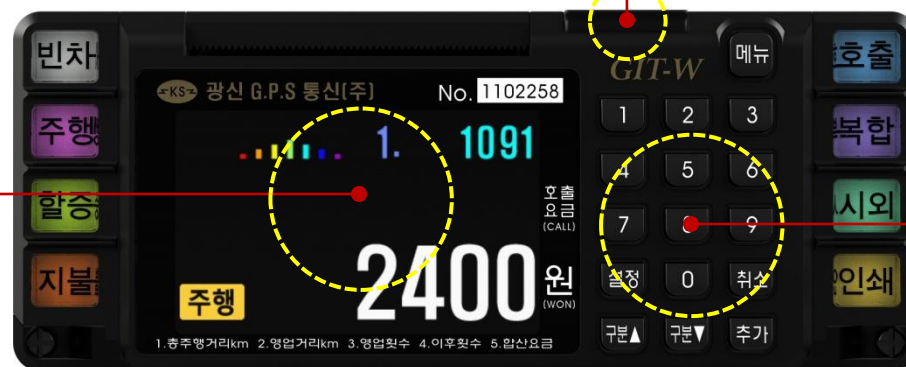 빈차
주행
할증
지불
KS 광신 G.P.S 통신(주)
No. 1102258
1. 1091
호출
요금
(CALL)
2400 원
(WON)
주행
1.총주행거리km 2.영업거리km 3.영업횟수 4.이후횟수 5.합산요금
GIT-W
메뉴
1 2 3
4 5 6
7 8 9
설정 0 취소
구분▲ 구분▼ 추가
호출
복합
시외
인쇄